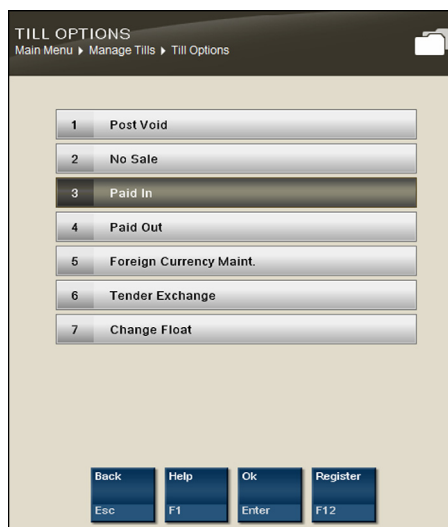 TILL OPTIONS
Main Menu ▶ Manage Tills ▶ Till Options
1 Post Void
2 No Sale
3 Paid In
4 Paid Out
5 Foreign Currency Maint.
6 Tender Exchange
7 Change Float
Back Help Ok Register
Esc F1 Enter F12